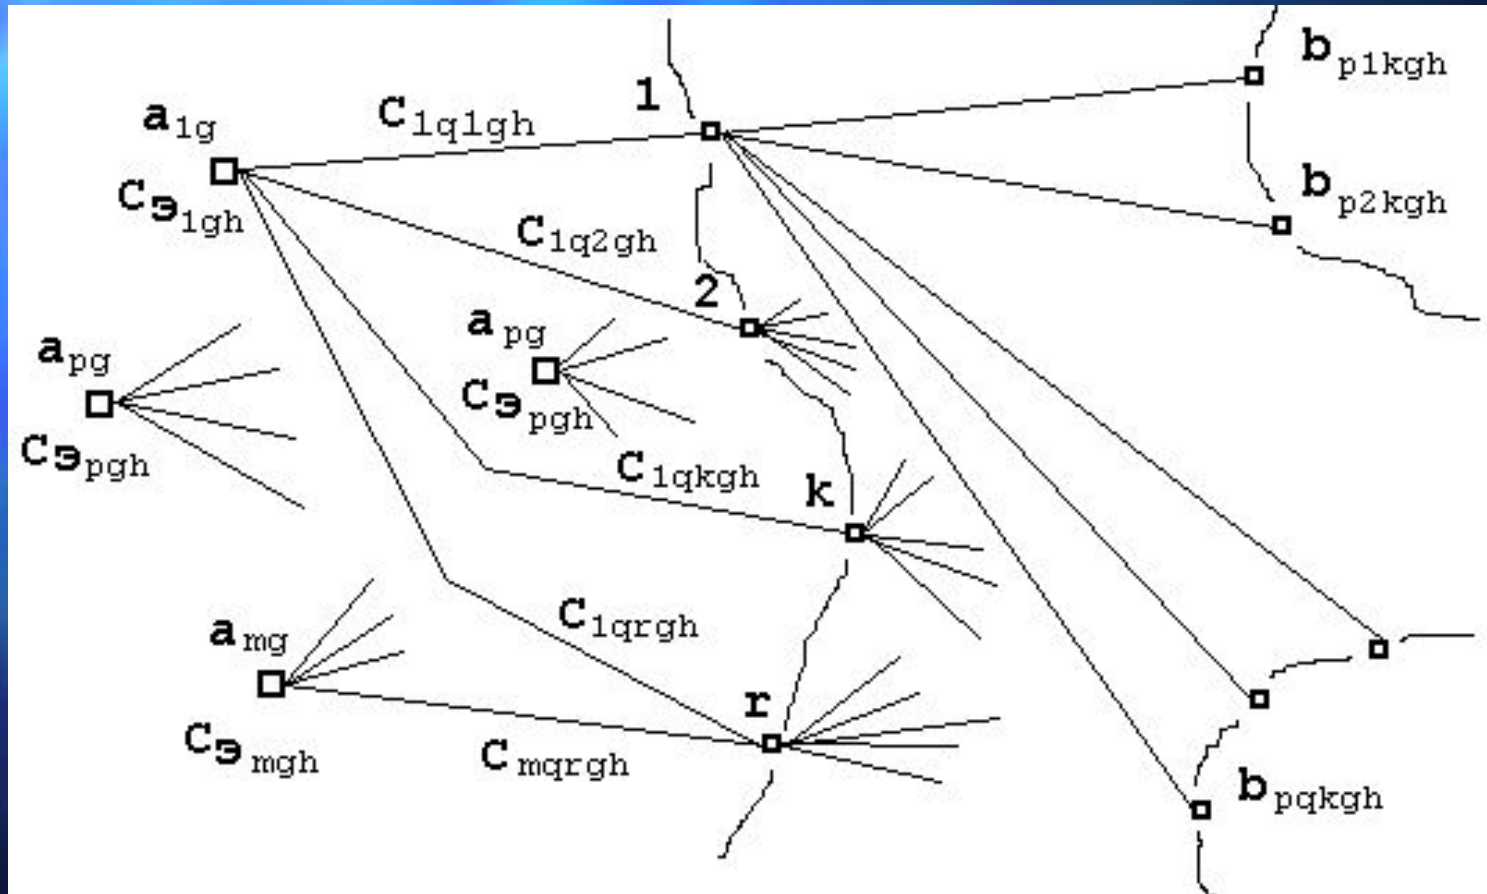 b p1kgh
1
C 1q1gh
a 1g
b p2kgh
Cэ 1gh
C 1q2gh
2
a pg
a pg
Cэ pgh
Cэ pgh
C 1qkgh
k
C 1qrgh
a mg
r
Cэ mgh
C mqrgh
b pqkgh